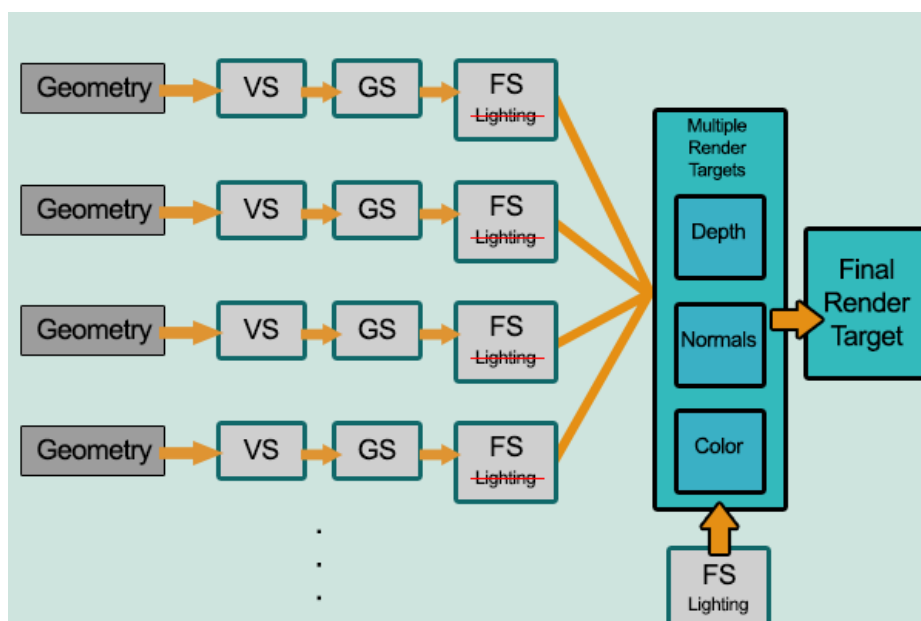 Geometry
VS
GS
FS
Lighting
Geometry
VS
GS
FS
Lighting
Geometry
VS
GS
FS
Lighting
Geometry
VS
GS
FS
Lighting
Multiple
Render
Targets
Depth
Normals
Color
FS
Lighting
Final
Render
Target